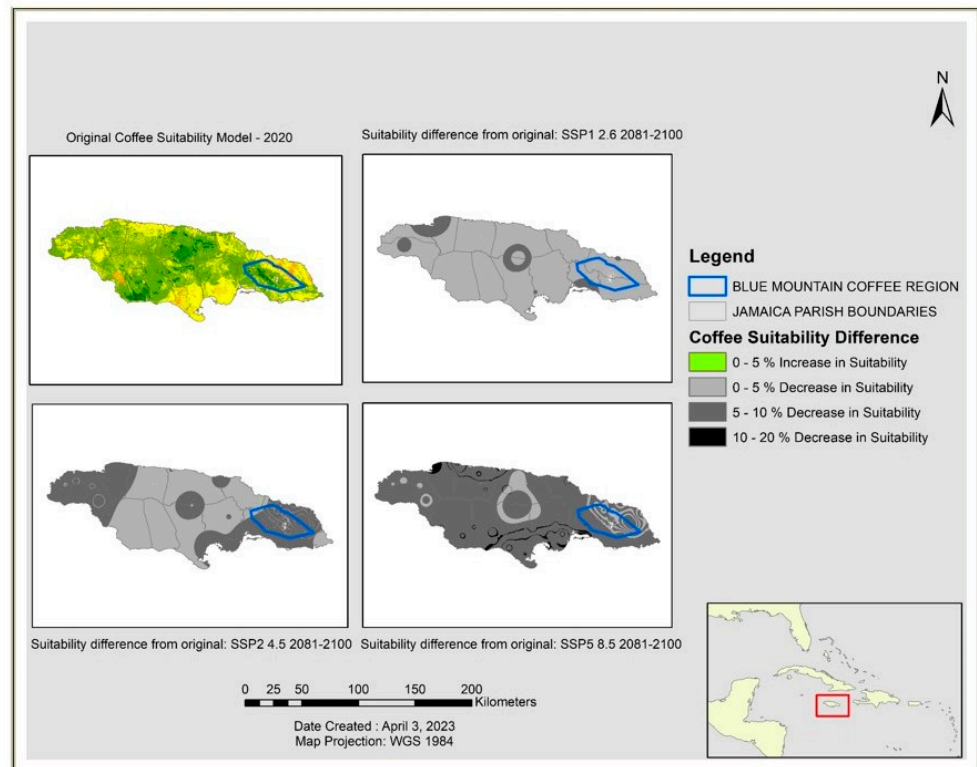 N
Original Coffee Suitability Model - 2020
Suitability difference from original: SSP1 2.6 2081-2100
Legend
BLUE MOUNTAIN COFFEE REGION
JAMAICA PARISH BOUNDARIES
Coffee Suitability Difference
0 - 5 % Increase in Suitability
0 - 5 % Decrease in Suitability
5 - 10 % Decrease in Suitability
10 - 20 % Decrease in Suitability
Suitability difference from original: SSP2 4.5 2081-2100
Suitability difference from original: SSP5 8.5 2081-2100
0 25 50 100 150 200
Kilometers
Date Created : April 3, 2023
Map Projection: WGS 1984